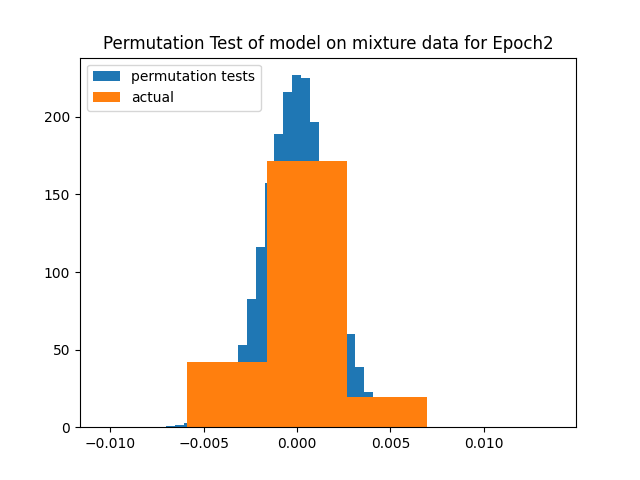 Permutation Test of model on mixture data for Epoch2
permutation tests
actual
200
150
100
50
0
−0.010 −0.005 0.000 0.005 0.010